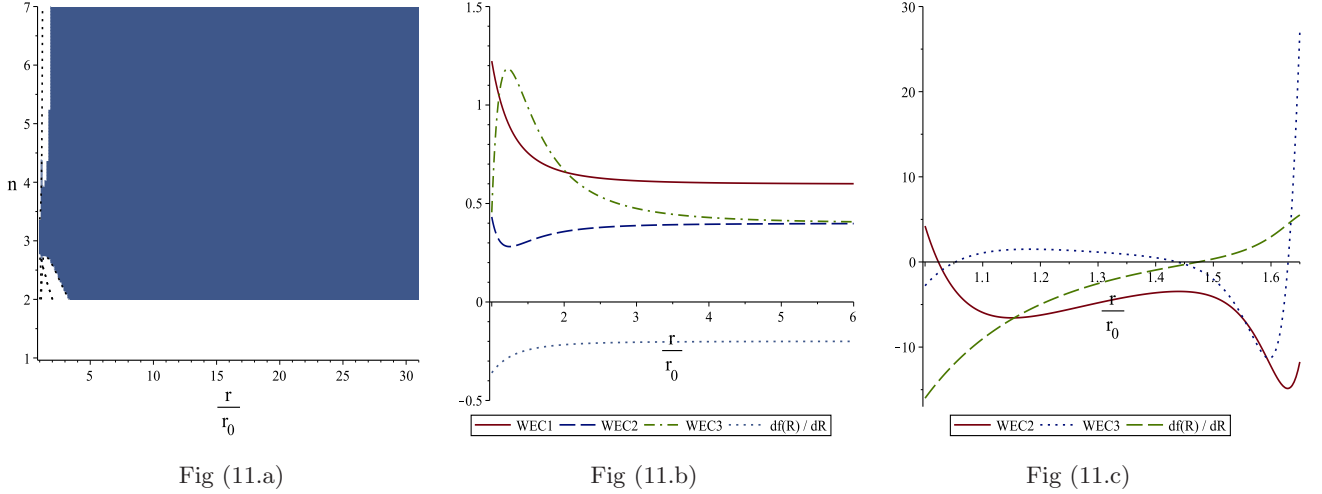 7
6
5
4
n
3
2
1
5 10 15 20 25 30
r
r0
Fig (11.a)
1.5
1
0.5
0
2 3 4 5 6
r
r0
−0.5
WEC1 WEC2 WEC3 df(R) / dR
Fig (11.b)
30
20
10
0
1.1 1.2 1.3 1.4 1.5 1.6
r
r0
−10
WEC2 WEC3 df(R) / dR
Fig (11.c)